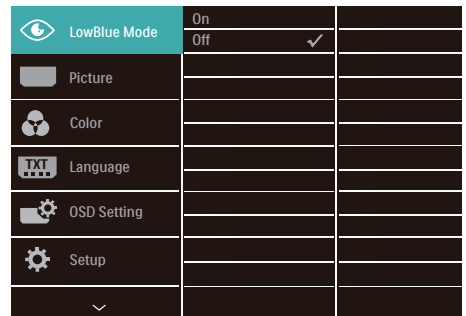 LowBlue Mode
On
Off
Picture
Color
TXT
Language
OSD Setting
Setup